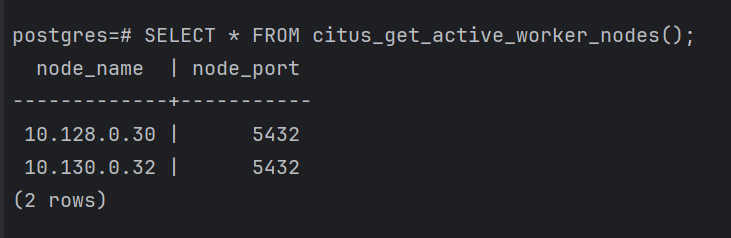 postgres=# SELECT * FROM citus_get_active_worker_nodes();
  node_name  | node_port
-------------+-----------
 10.128.0.30 |      5432
 10.130.0.32 |      5432
(2 rows)